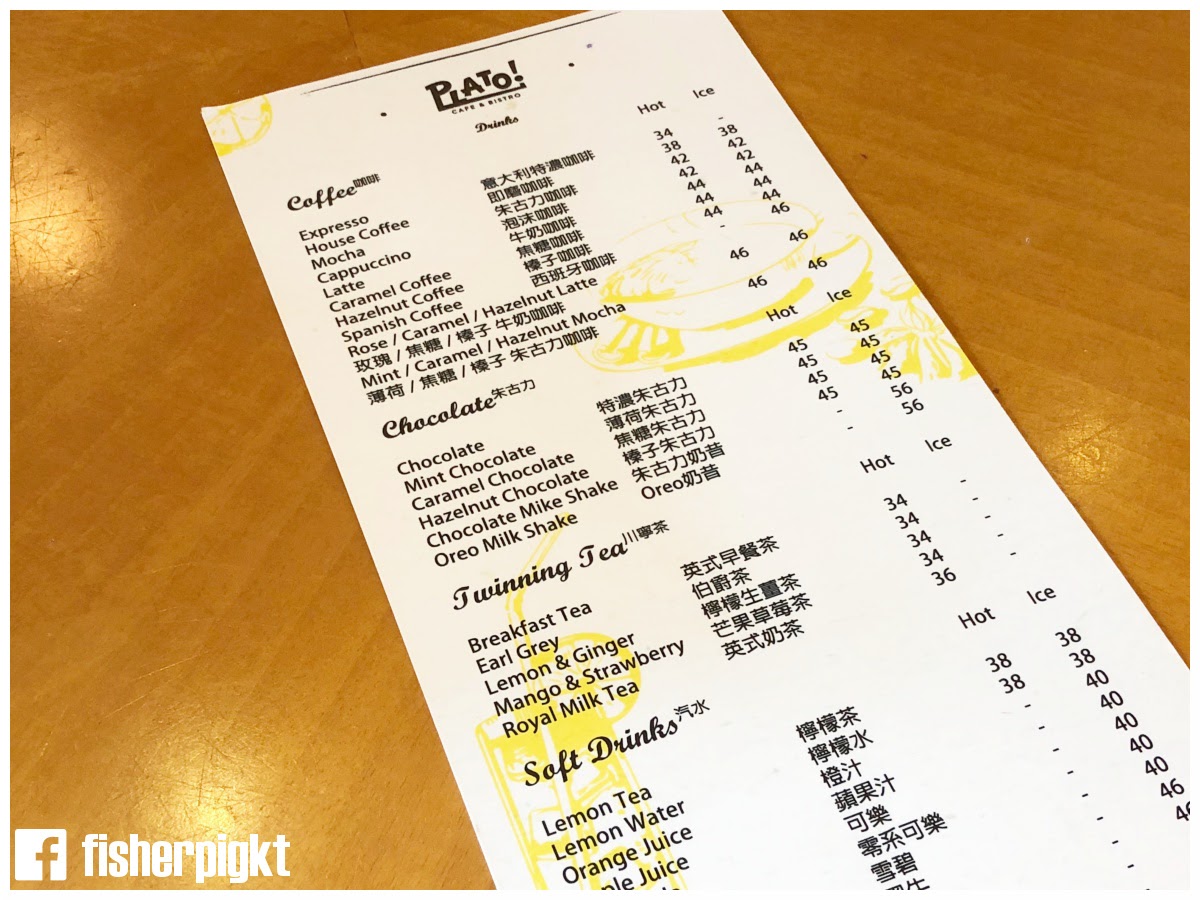 PLATO!
CAFE & BISTRO
Drinks
Coffee咖啡 Hot Ice
Expresso 意大利特濃咖啡 34 -
House Coffee 即磨咖啡 38 38
Mocha 朱古力咖啡 42 42
Cappuccino 泡沫咖啡 42 42
Latte 牛奶咖啡 44 44
Caramel Coffee 焦糖咖啡 44 44
Hazelnut Coffee 榛子咖啡 44 44
Spanish Coffee 西班牙咖啡 - 46
Rose / Caramel / Hazelnut Latte 46 46
玫瑰 / 焦糖 / 榛子 牛奶咖啡
Mint / Caramel / Hazelnut Mocha 46 46
薄荷 / 焦糖 / 榛子 朱古力咖啡
Chocolate朱古力 Hot Ice
Chocolate 特濃朱古力 45 45
Mint Chocolate 薄荷朱古力 45 45
Caramel Chocolate 焦糖朱古力 45 45
Hazelnut Chocolate 榛子朱古力 45 45
Chocolate Mike Shake 朱古力奶昔 - 56
Oreo Milk Shake Oreo奶昔 - 56
Twinning Tea川寧茶 Hot Ice
Breakfast Tea 英式早餐茶 34 -
Earl Grey 伯爵茶 34 -
Lemon & Ginger 檸檬生薑茶 34 -
Mango & Strawberry 芒果草莓茶 34 -
Royal Milk Tea 英式奶茶 36 -
Soft Drinks汽水 Hot Ice
Lemon Tea 檸檬茶 38 38
Lemon Water 檸檬水 38 38
Orange Juice 橙汁 - 40
Juice 蘋果汁 - 40
可樂 - 40
零系可樂 - 40
雪碧 - 40
46
46
fisherpigkt